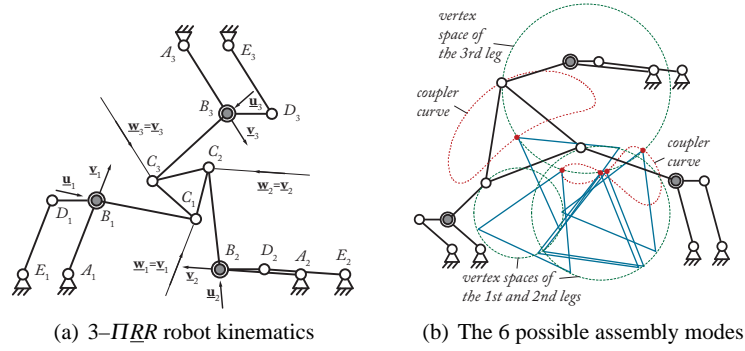 (a)
A₃
E₃
B₃
u₃
D₃
v₃
w₃=v₃
C₃
C₂
w₂=v₂
v₁
u₁
D₁
B₁
C₁
w₁=v₁
E₁
A₁
B₂
D₂
A₂
E₂
v₂
u₂
(a) 3–ΠRR robot kinematics
(b)
vertex
space of
the 3rd leg
coupler
curve
coupler
curve
vertex spaces of
the 1st and 2nd legs
(b) The 6 possible assembly modes